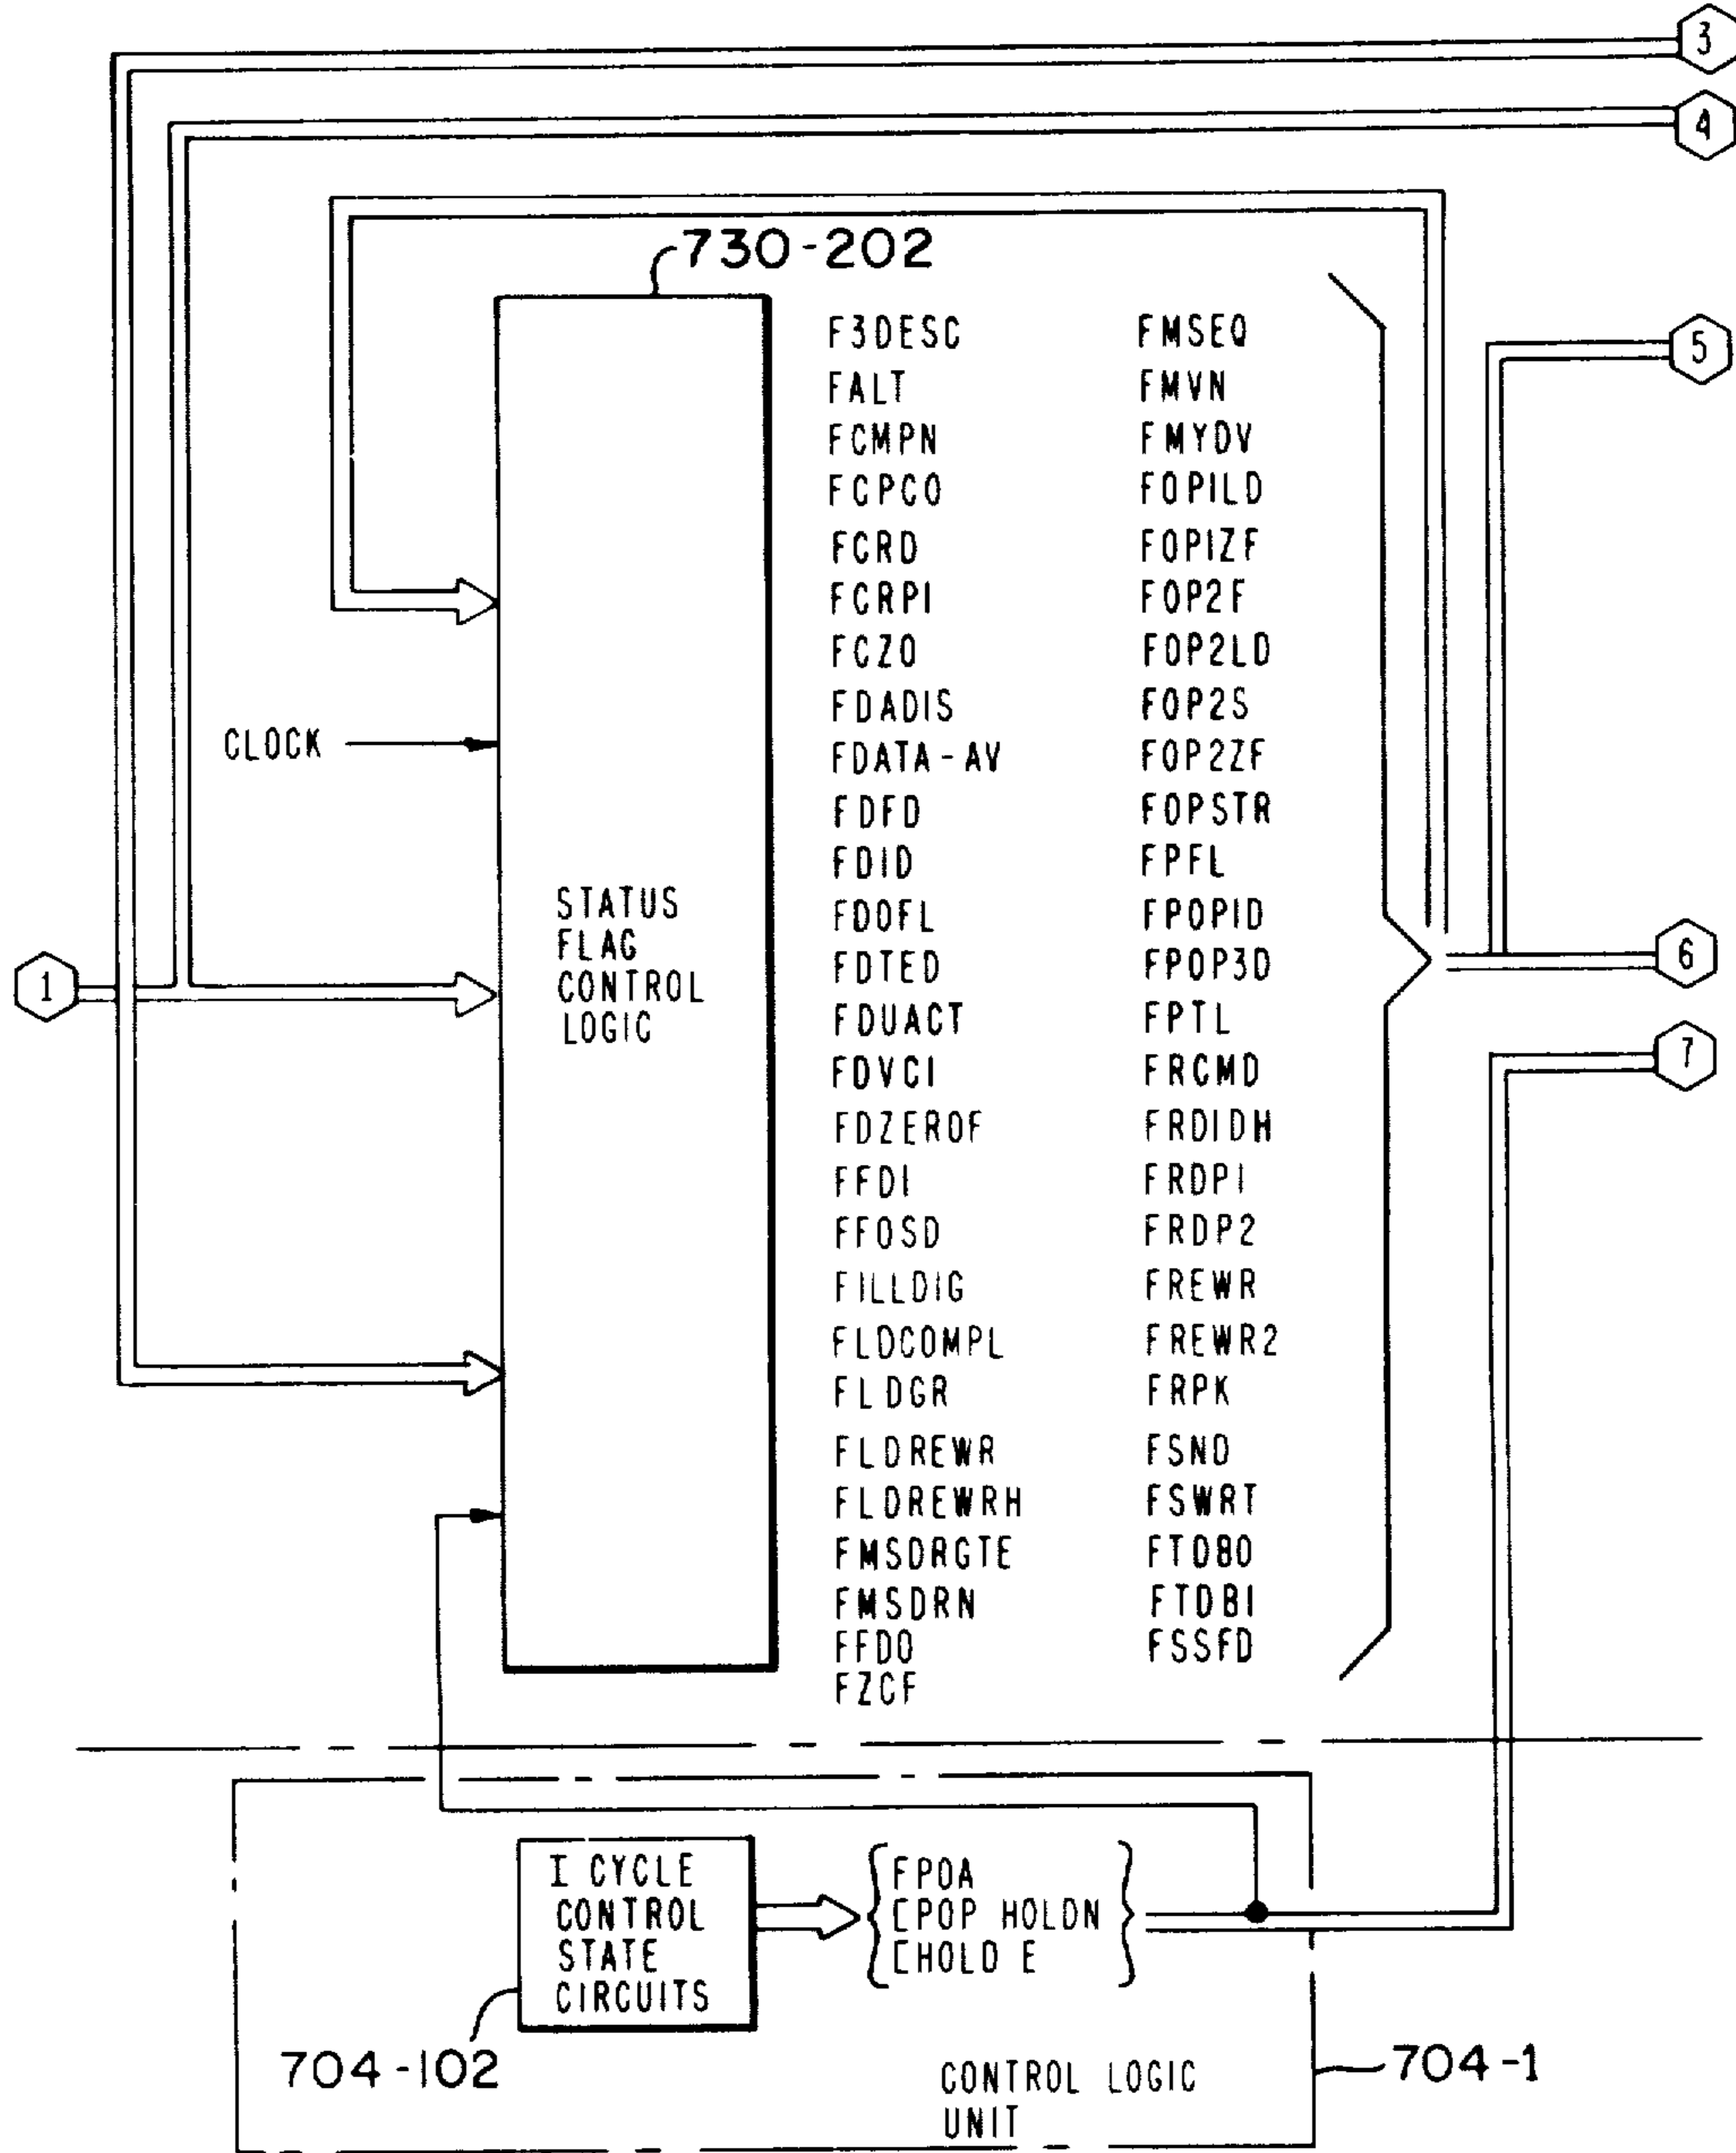 3
4
730-202
F3DESC FMSEQ
FALT FMVN
FCMPN FMYDV
FCPCO FOPILD
FCRD FOPIZF
FCRPI FOP2F
FCZO FOP2LD
FDADIS FOP2S
CLOCK
FDATA-AV FOP2ZF
FDFD FOPSTR
FDID FPFL
FDOFL FPOPID
FDTED FPOP3D
FDUACT FPTL
FDVCI FRCMD
FDZEROF FRDIDH
FFDI FRDPI
FFOSD FRDP2
FILLDIG FREWR
FLDCOMPL FREWR2
FLDGR FRPK
FLDREWR FSND
FLDREWRH FSWRT
FMSDRGTE FTDBO
FMSDRN FTDBI
FFDO FSSFD
FZCF
5
STATUS
FLAG
CONTROL
LOGIC
1
6
7
I CYCLE
CONTROL
STATE
CIRCUITS
FPOA
[POP HOLDN
[HOLD E
704-102
704-1
CONTROL LOGIC
UNIT